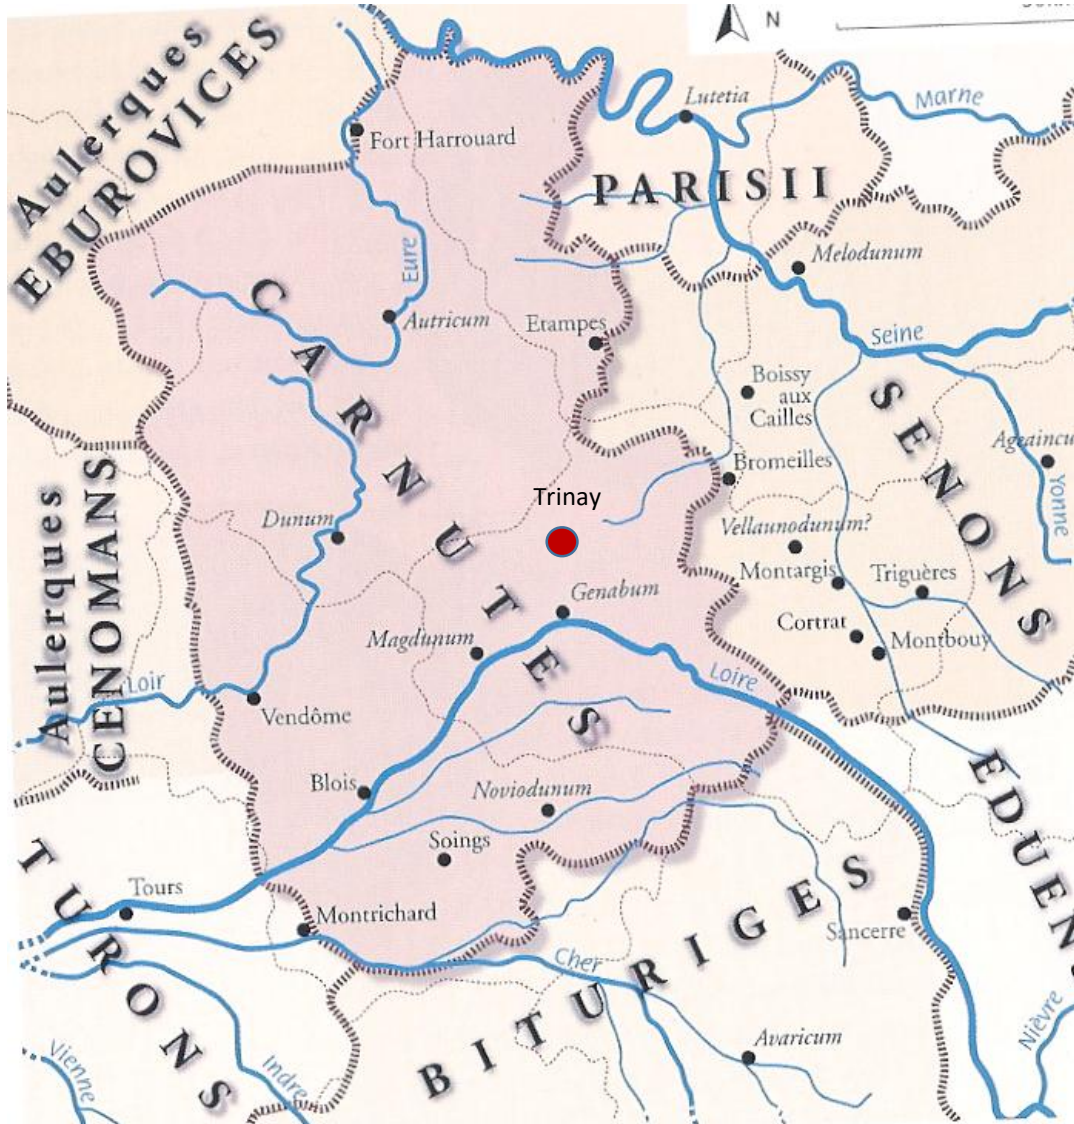 N
Aulerques
EBUROVICES
Lutetia
Marne
Fort Harrouard
PARISII
Melodunum
Eure
CARNUTES
Autricum
Etampes
Seine
Boissy
aux
Cailles
SENONS
Bromeilles
Yonne
Aulerques
CENOMANS
Trinay
Dunum
Vellaunodunum?
Montargis
Triguères
Genabum
Cortrat
Montbouy
Magdunum
Loire
Loir
Vendôme
Blois
Noviodunum
Soings
Tours
TURONS
Montrichard
BITURIGES
Sancerre
Cher
Avaricum
Nièvre
Vienne
Indre